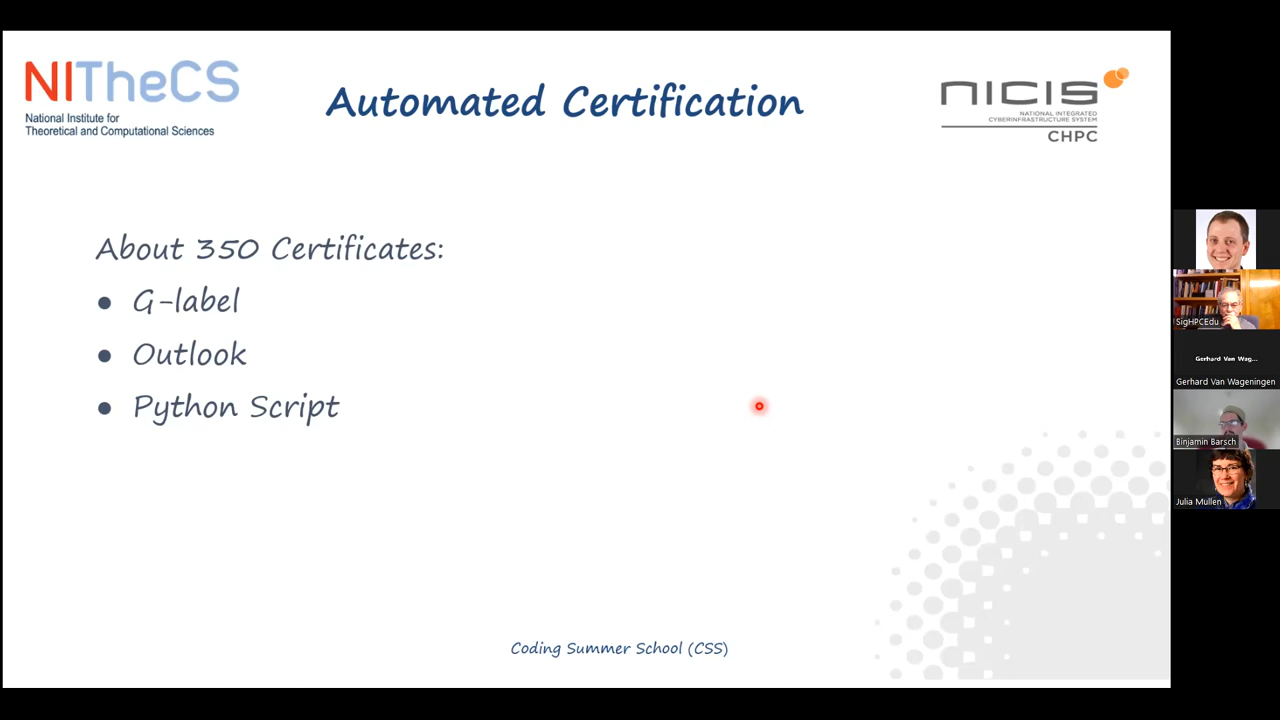 NITheCS
National Institute for
Theoretical and Computational Sciences
Automated Certification
NICIS
NATIONAL INTEGRATED
CYBERINFRASTRUCTURE SYSTEM
CHPC
About 350 Certificates:
● G-label
● Outlook
● Python Script
Coding Summer School (CSS)
SigHPCEdu
Gerhard Van Wag...
Gerhard Van Wageningen
Binjamin Barsch
Julia Mullen